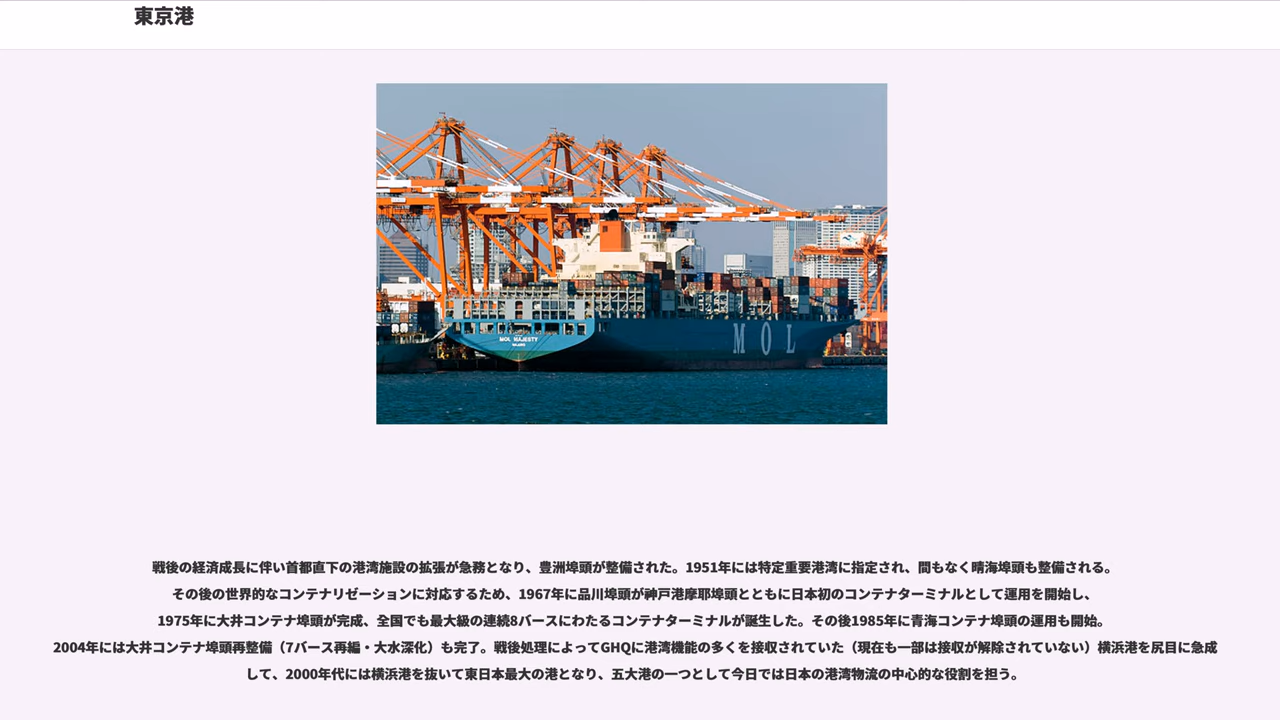 東京港
MOL MAJESTY
MOL
戦後の経済成長に伴い首都直下の港湾施設の拡張が急務となり、豊洲埠頭が整備された。1951年には特定重要港湾に指定され、間もなく晴海埠頭も整備される。
その後の世界的なコンテナリゼーションに対応するため、1967年に品川埠頭が神戸港摩耶埠頭とともに日本初のコンテナターミナルとして運用を開始し、
1975年に大井コンテナ埠頭が完成、全国でも最大級の連続8バースにわたるコンテナターミナルが誕生した。その後1985年に青海コンテナ埠頭の運用も開始。
2004年には大井コンテナ埠頭再整備（7バース再編・大水深化）も完了。戦後処理によってGHQに港湾機能の多くを接収されていた（現在も一部は接収が解除されていない）横浜港を尻目に急成
して、2000年代には横浜港を抜いて東日本最大の港となり、五大港の一つとして今日では日本の港湾物流の中心的な役割を担う。